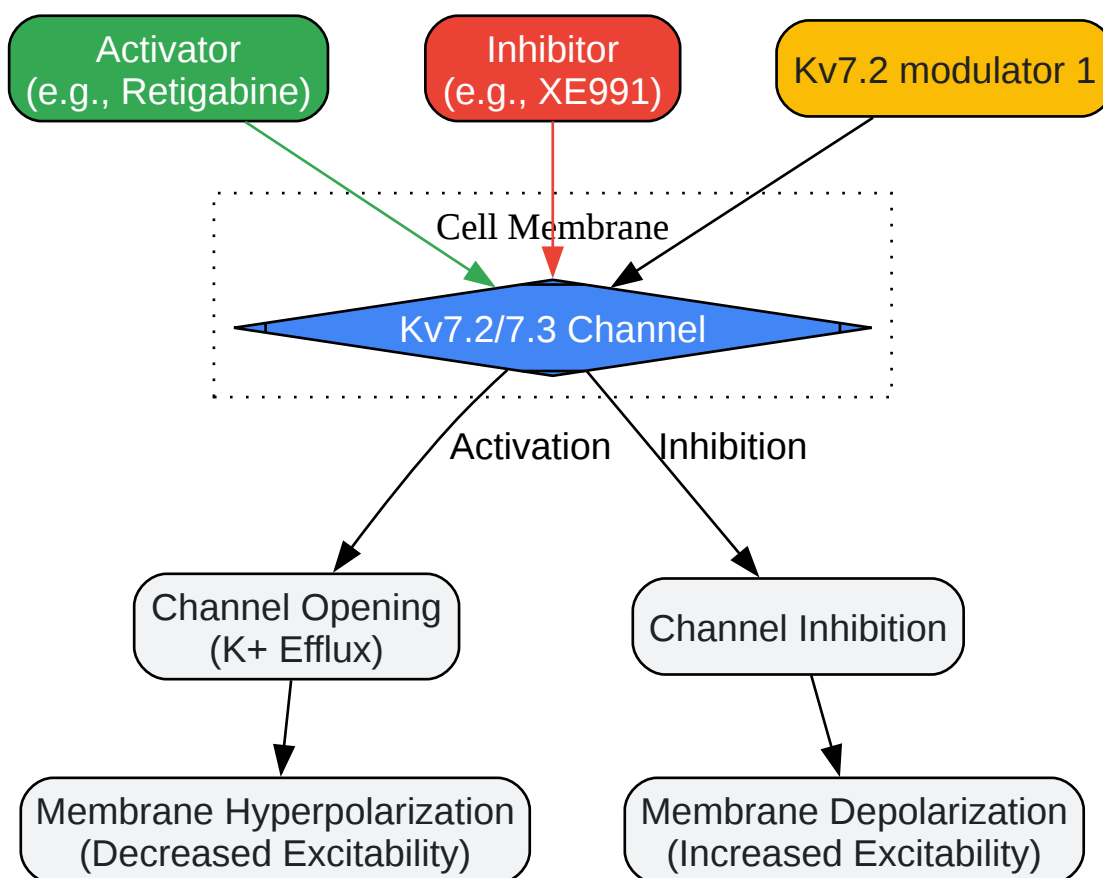 Activator
(e.g., Retigabine)
Inhibitor
(e.g., XE991)
Kv7.2 modulator 1
Cell Membrane
Kv7.2/7.3 Channel
Activation
Inhibition
Channel Opening
(K+ Efflux)
Channel Inhibition
Membrane Hyperpolarization
(Decreased Excitability)
Membrane Depolarization
(Increased Excitability)